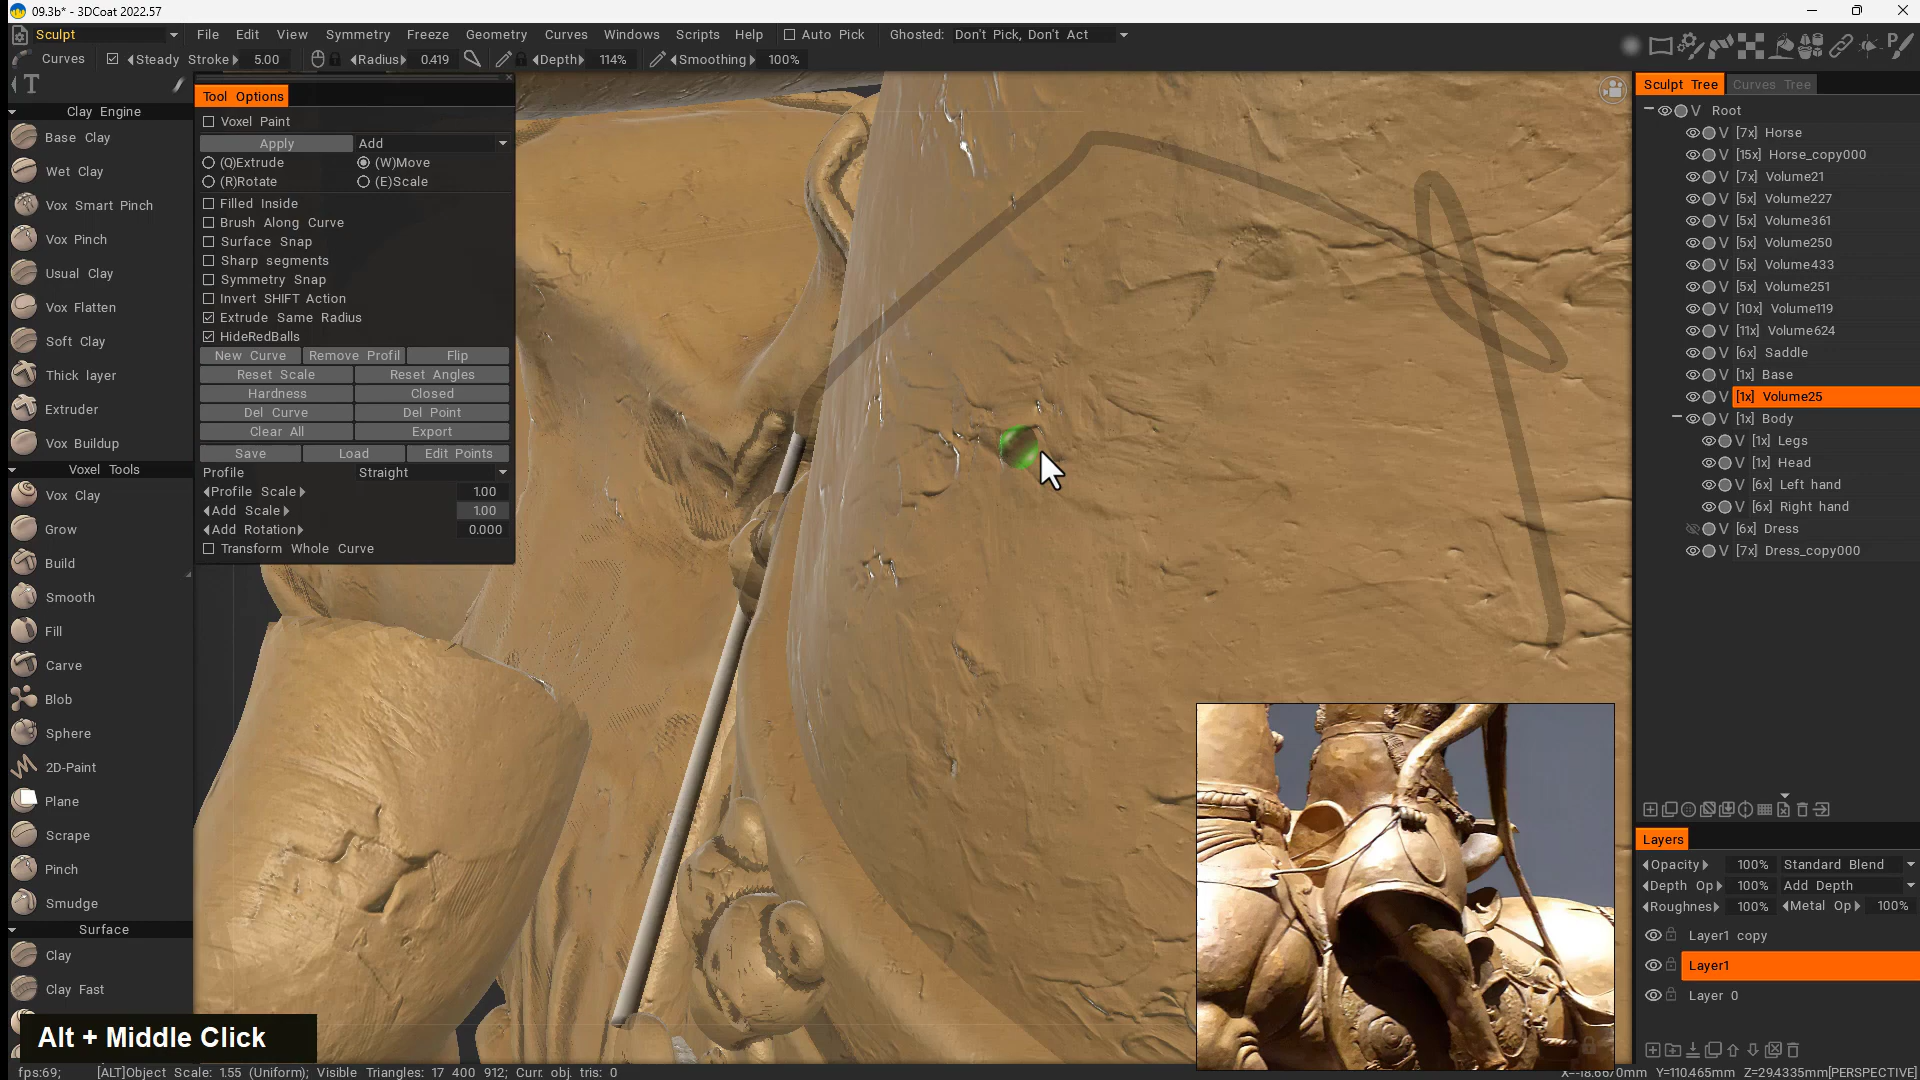 09.3b* - 3DCoat 2022.57
Sculpt File Edit View Symmetry Freeze Geometry Curves Windows Scripts Help Auto Pick Ghosted: Don't Pick, Don't Act
Curves Steady Stroke 5.00 Radius 0.419 Depth 114% Smoothing 100%
Clay Engine
Base Clay
Wet Clay
Vox Smart Pinch
Vox Pinch
Usual Clay
Vox Flatten
Soft Clay
Thick layer
Extruder
Vox Buildup
Voxel Tools
Vox Clay
Grow
Build
Smooth
Fill
Carve
Blob
Sphere
2D-Paint
Plane
Scrape
Pinch
Smudge
Surface
Clay
Clay Fast
Tool Options
Voxel Paint
Apply Add
(Q)Extrude (W)Move
(R)Rotate (E)Scale
Filled Inside
Brush Along Curve
Surface Snap
Sharp segments
Symmetry Snap
Invert SHIFT Action
Extrude Same Radius
HideRedBalls
New Curve Remove Profil Flip
Reset Scale Reset Angles
Hardness Closed
Del Curve Del Point
Clear All Export
Save Load Edit Points
Profile Straight
Profile Scale 1.00
Add Scale 1.00
Add Rotation 0.000
Transform Whole Curve
Sculpt Tree Curves Tree
V Root
V [7x] Horse
V [15x] Horse_copy000
V [7x] Volume21
V [5x] Volume227
V [5x] Volume361
V [5x] Volume250
V [5x] Volume433
V [5x] Volume251
V [10x] Volume119
V [11x] Volume624
V [6x] Saddle
V [1x] Base
V [1x] Volume25
V [1x] Body
V [1x] Legs
V [1x] Head
V [6x] Left hand
V [6x] Right hand
V [6x] Dress
V [7x] Dress_copy000
Layers
Opacity 100% Standard Blend
Depth Op 100% Add Depth
Roughness 100% Metal Op 100%
Layer1 copy
Layer1
Layer 0
Alt + Middle Click
fps:69; [ALT]Object Scale: 1.55 (Uniform); Visible Triangles: 17 400 912; Curr. obj. tris: 0
Y=110.465mm Z=29.4335mm[PERSPECTIVE]